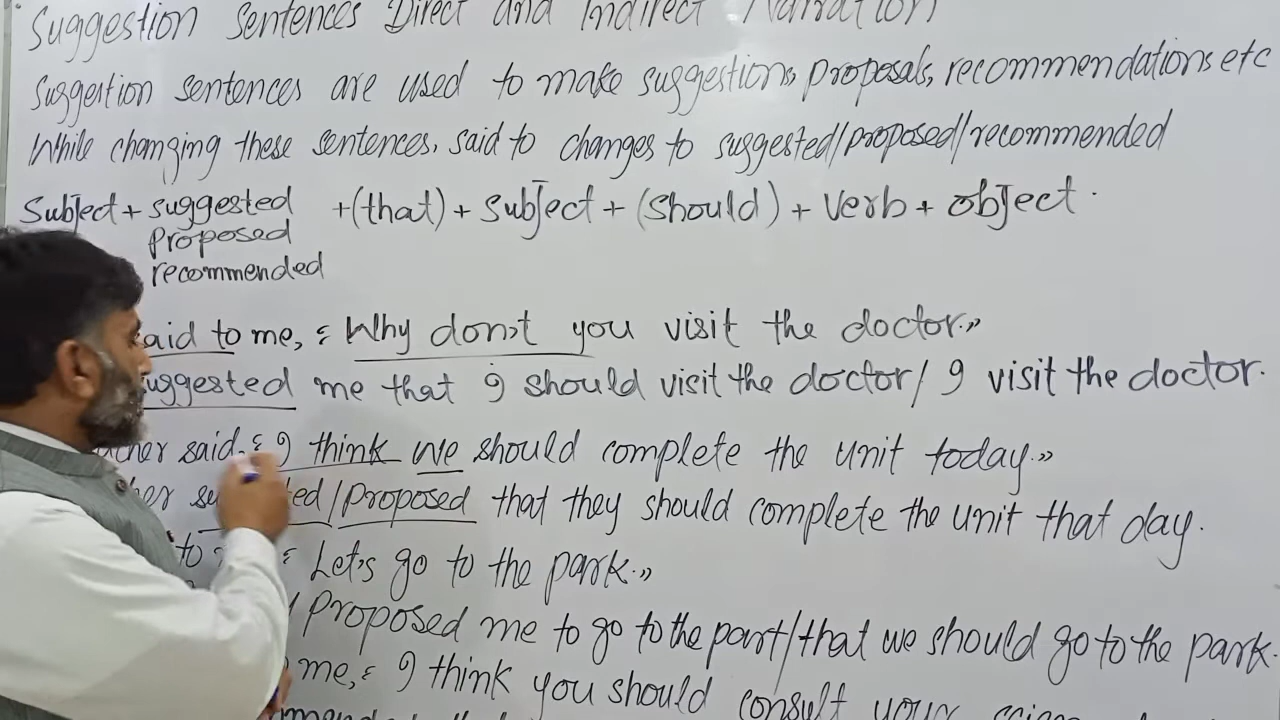 Suggestion Sentences Direct and Indirect Narration
Suggestion sentences are used to make suggestions, proposals, recommendations etc
While changing these sentences, said to changes to suggested/proposed/recommended
Subject + suggested +(that) + subject + (should) + verb + object.
proposed
recommended
said to me, "Why don't you visit the doctor."
suggested me that I should visit the doctor/ I visit the doctor.
said, "I think we should complete the unit today."
/proposed that they should complete the unit that day.
to "Let's go to the park."
/ Proposed me to go to the part/that we should go to the park.
me, "I think you should consult your